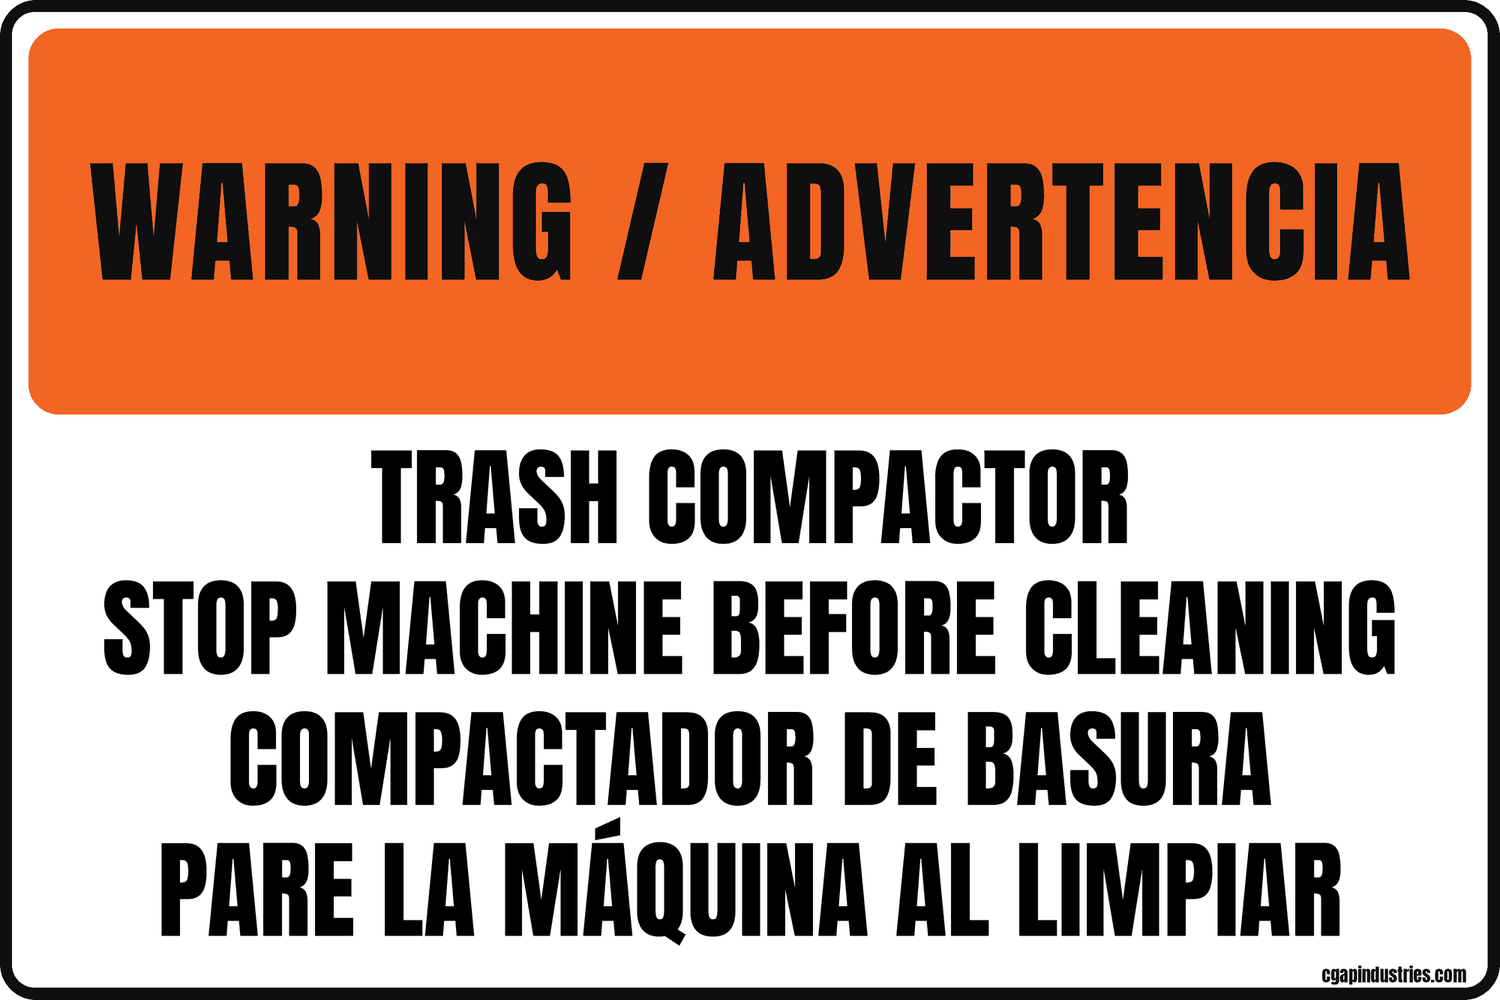 WARNING / ADVERTENCIA
TRASH COMPACTOR
STOP MACHINE BEFORE CLEANING
COMPACTADOR DE BASURA
PARE LA MÁQUINA AL LIMPIAR
cgapindustries.com